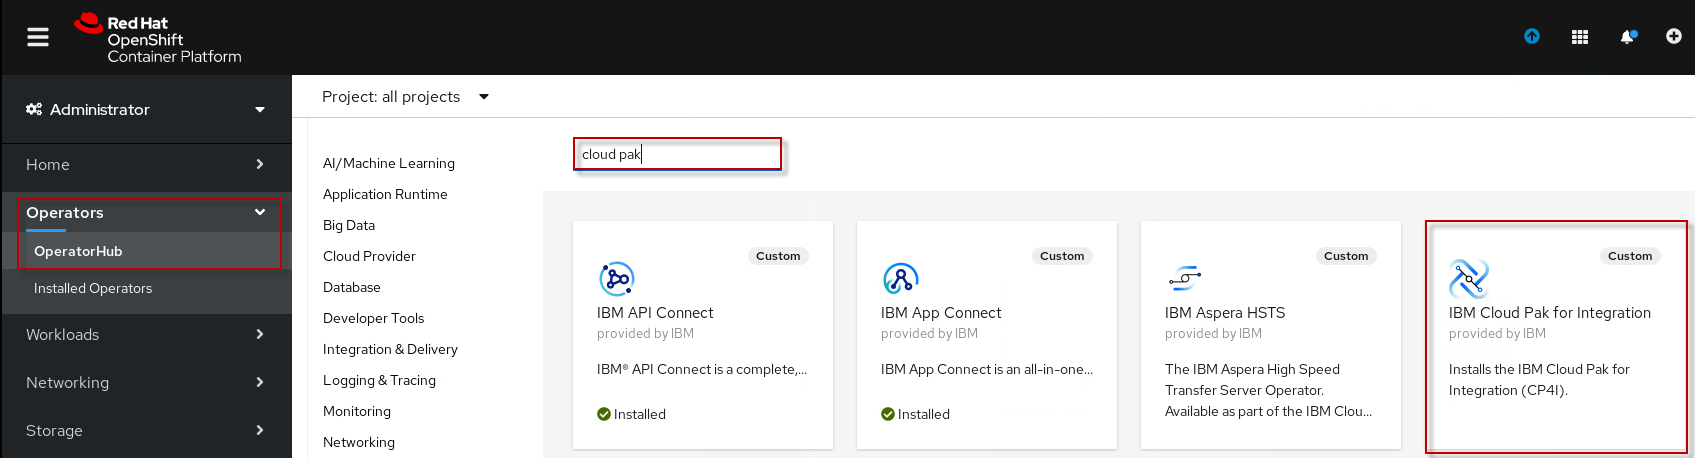 Red Hat
OpenShift
Container Platform
Administrator
Home
Operators
OperatorHub
Installed Operators
Workloads
Networking
Storage
Project: all projects
AI/Machine Learning
Application Runtime
Big Data
Cloud Provider
Database
Developer Tools
Integration & Delivery
Logging & Tracing
Monitoring
Networking
cloud pak
Custom
IBM API Connect
provided by IBM
IBM® API Connect is a complete,...
Installed
Custom
IBM App Connect
provided by IBM
IBM App Connect is an all-in-one...
Installed
Custom
IBM Aspera HSTS
provided by IBM
The IBM Aspera High Speed
Transfer Server Operator.
Available as part of the IBM Clou...
Custom
IBM Cloud Pak for Integration
provided by IBM
Installs the IBM Cloud Pak for
Integration (CP4I).